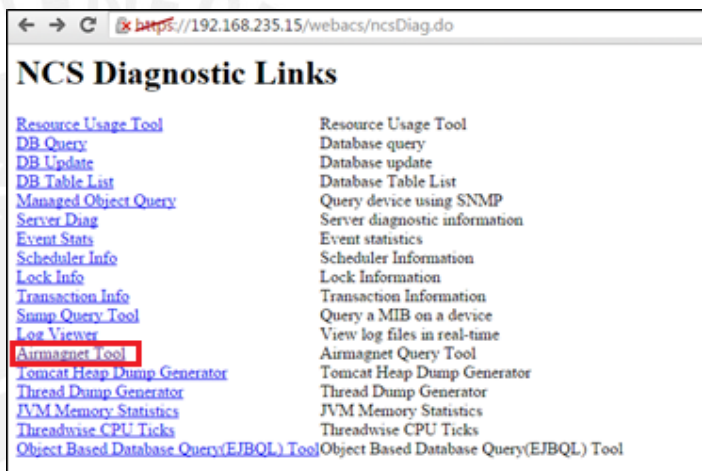 https://192.168.235.15/webacs/ncsDiag.do
NCS Diagnostic Links
Resource Usage Tool Resource Usage Tool
DB Query Database query
DB Update Database update
DB Table List Database Table List
Managed Object Query Query device using SNMP
Server Diag Server diagnostic information
Event Stats Event statistics
Scheduler Info Scheduler Information
Lock Info Lock Information
Transaction Info Transaction Information
Snmp Query Tool Query a MIB on a device
Log Viewer View log files in real-time
Airmagnet Tool Airmagnet Query Tool
Tomcat Heap Dump Generator Tomcat Heap Dump Generator
Thread Dump Generator Thread Dump Generator
JVM Memory Statistics JVM Memory Statistics
Threadwise CPU Ticks Threadwise CPU Ticks
Object Based Database Query(EJBQL) Tool Object Based Database Query(EJBQL) Tool